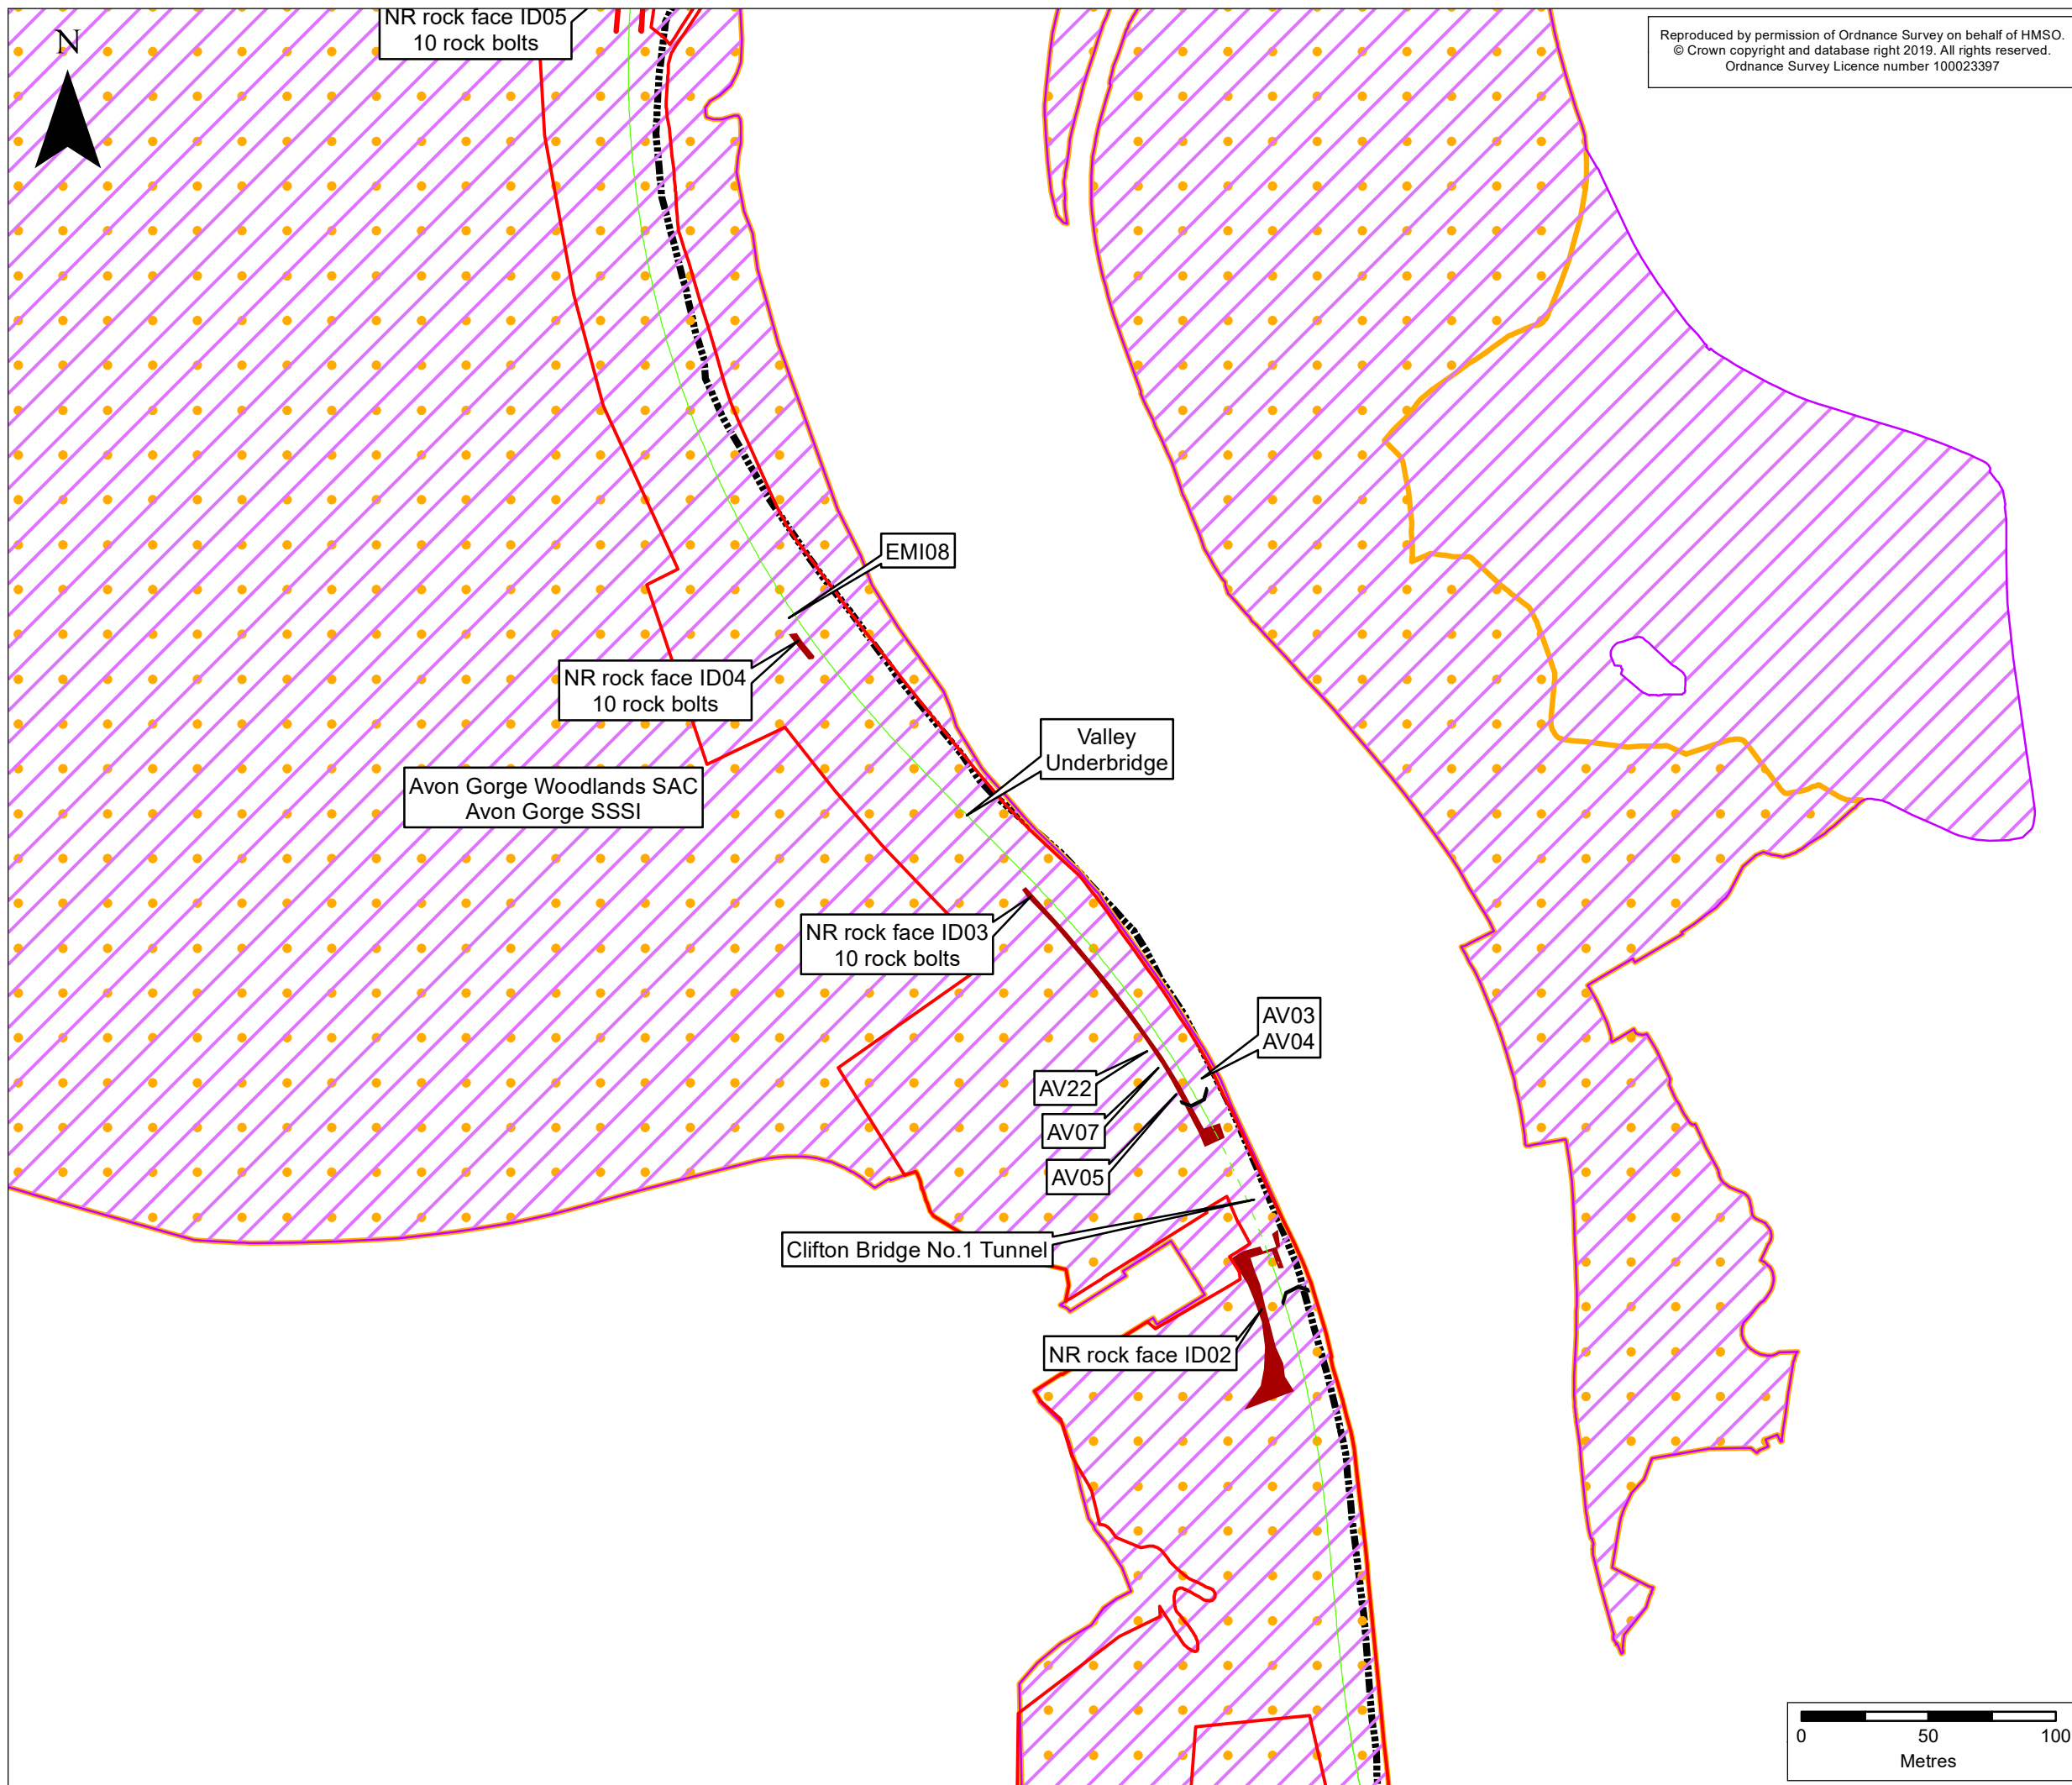 NR rock face ID05
10 rock bolts
N
Reproduced by permission of Ordnance Survey on behalf of HMSO.
© Crown copyright and database right 2019. All rights reserved.
Ordnance Survey Licence number 100023397
EMI08
NR rock face ID04
10 rock bolts
Valley
Underbridge
Avon Gorge Woodlands SAC
Avon Gorge SSSI
NR rock face ID03
10 rock bolts
AV03
AV04
AV22
AV07
AV05
Clifton Bridge No.1 Tunnel
NR rock face ID02
0 50 100
Metres